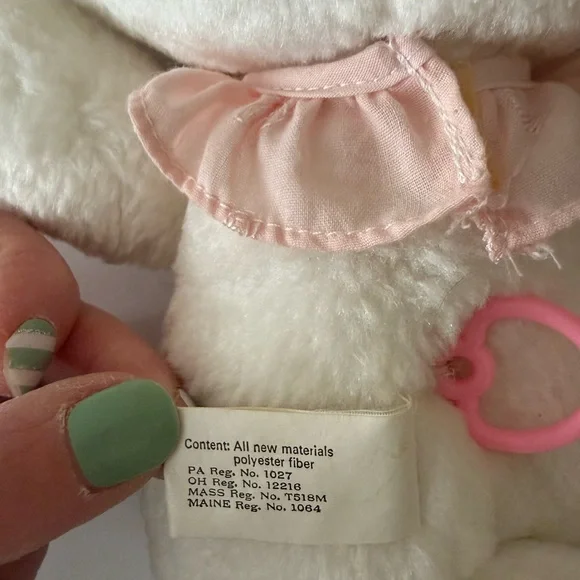 Content: All new materials
polyester fiber
PA Reg. No. 1027
OH Reg. No. 12216
MASS Reg. No. T518M
MAINE Reg. No. 1064